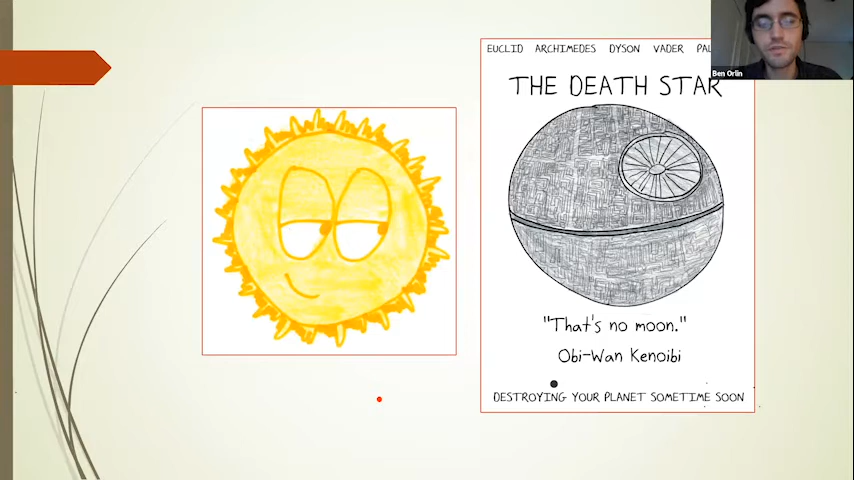 EUCLID ARCHIMEDES DYSON VADER
Ben Orlin
THE DEATH STAR
"That's no moon."
Obi-Wan Kenoibi
DESTROYING YOUR PLANET SOMETIME SOON